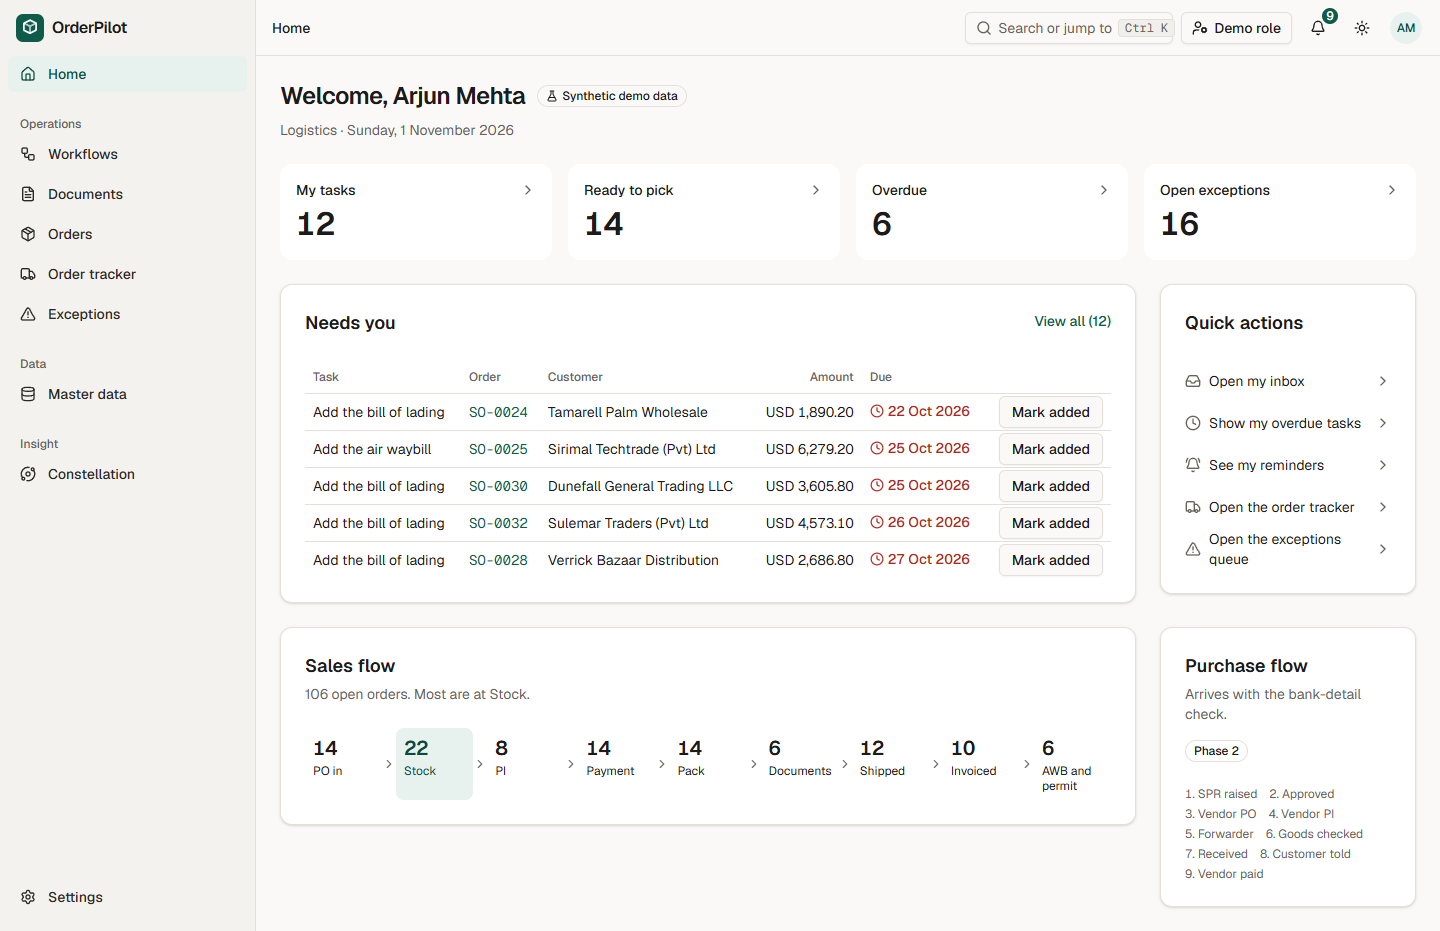 OrderPilot
Home
Search or jump to Ctrl K
Demo role
9
AM
Home
Operations
Workflows
Documents
Orders
Order tracker
Exceptions
Data
Master data
Insight
Constellation
Settings
Welcome, Arjun Mehta
Synthetic demo data
Logistics · Sunday, 1 November 2026
My tasks
12
Ready to pick
14
Overdue
6
Open exceptions
16
Needs you
View all (12)
Task Order Customer Amount Due
Add the bill of lading SO-0024 Tamarell Palm Wholesale USD 1,890.20 22 Oct 2026 Mark added
Add the air waybill SO-0025 Sirimal Techtrade (Pvt) Ltd USD 6,279.20 25 Oct 2026 Mark added
Add the bill of lading SO-0030 Dunefall General Trading LLC USD 3,605.80 25 Oct 2026 Mark added
Add the bill of lading SO-0032 Sulemar Traders (Pvt) Ltd USD 4,573.10 26 Oct 2026 Mark added
Add the bill of lading SO-0028 Verrick Bazaar Distribution USD 2,686.80 27 Oct 2026 Mark added
Quick actions
Open my inbox
Show my overdue tasks
See my reminders
Open the order tracker
Open the exceptions
queue
Sales flow
106 open orders. Most are at Stock.
14
PO in
22
Stock
8
PI
14
Payment
14
Pack
6
Documents
12
Shipped
10
Invoiced
6
AWB and
permit
Purchase flow
Arrives with the bank-detail
check.
Phase 2
1. SPR raised 2. Approved
3. Vendor PO 4. Vendor PI
5. Forwarder 6. Goods checked
7. Received 8. Customer told
9. Vendor paid